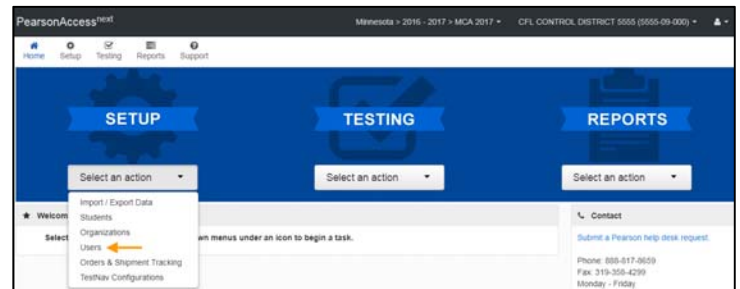 PearsonAccessnext
Minnesota > 2016 - 2017 > MCA 2017
CFL CONTROL DISTRICT 5555 (5555-09-000)
Home Setup Testing Reports Support
SETUP
TESTING
REPORTS
Select an action
Select an action
Select an action
Import / Export Data
Students
Organizations
Users
Orders & Shipment Tracking
TestNav Configurations
Welcom
Select
wn menus under an icon to begin a task.
Contact
Submit a Pearson help desk request.
Phone: 888-817-8659
Fax: 319-358-4299
Monday - Friday